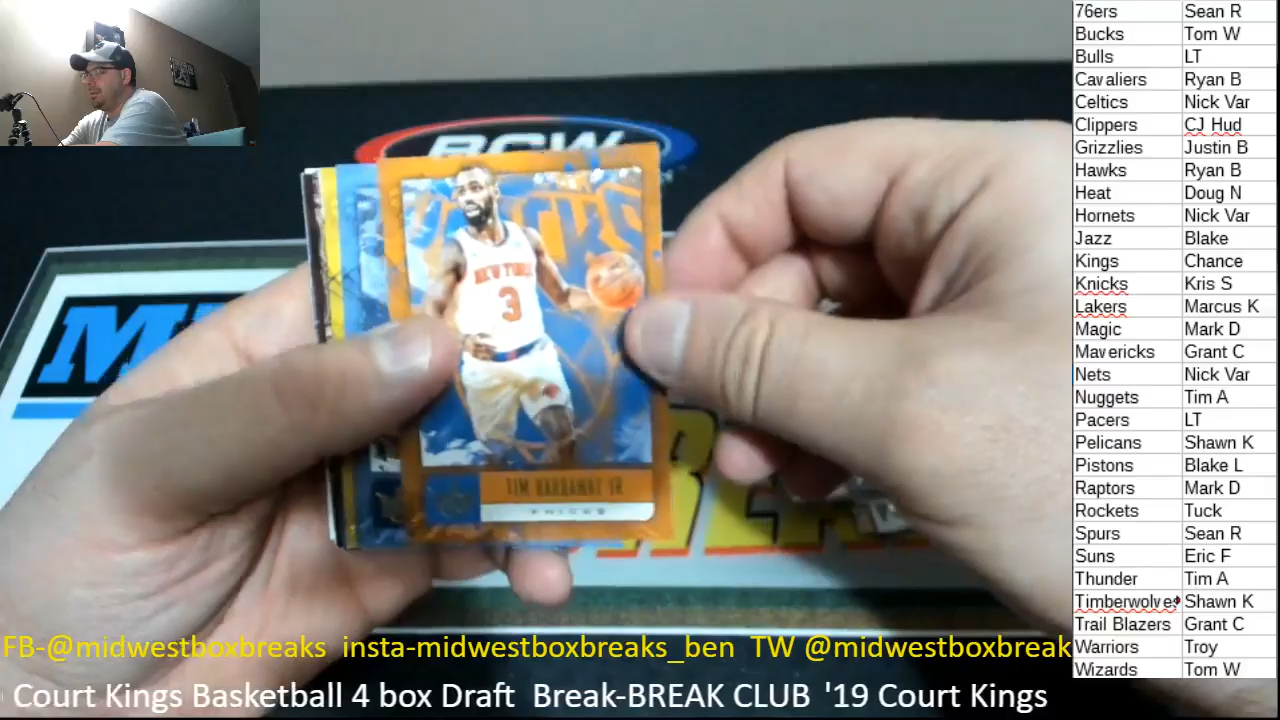 76ers Sean R
Bucks Tom W
Bulls LT
Cavaliers Ryan B
Celtics Nick Var
Clippers CJ Hud
Grizzlies Justin B
Hawks Ryan B
Heat Doug N
Hornets Nick Var
Jazz Blake
Kings Chance
Knicks Kris S
Lakers Marcus K
Magic Mark D
Mavericks Grant C
Nets Nick Var
Nuggets Tim A
Pacers LT
Pelicans Shawn K
Pistons Blake L
Raptors Mark D
Rockets Tuck
Spurs Sean R
Suns Eric F
Thunder Tim A
Timberwolves Shawn K
Trail Blazers Grant C
Warriors Troy
Wizards Tom W
BCW
NEW YORK
3
TIM HARDAWAY JR
KNICKS
FB-@midwestboxbreaks insta-midwestboxbreaks_ben TW @midwestboxbreak
Court Kings Basketball 4 box Draft Break-BREAK CLUB '19 Court Kings